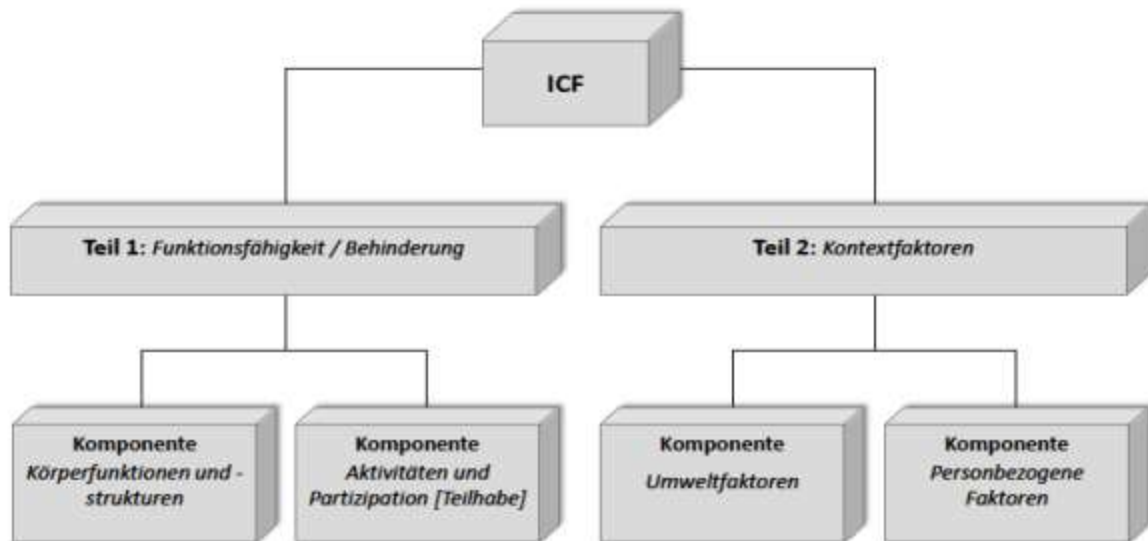 ICF
Teil 1: Funktionsfähigkeit / Behinderung
Teil 2: Kontextfaktoren
Komponente
Körperfunktionen und -
strukturen
Komponente
Aktivitäten und
Partizipation [Teilhabe]
Komponente
Umweltfaktoren
Komponente
Personbezogene
Faktoren